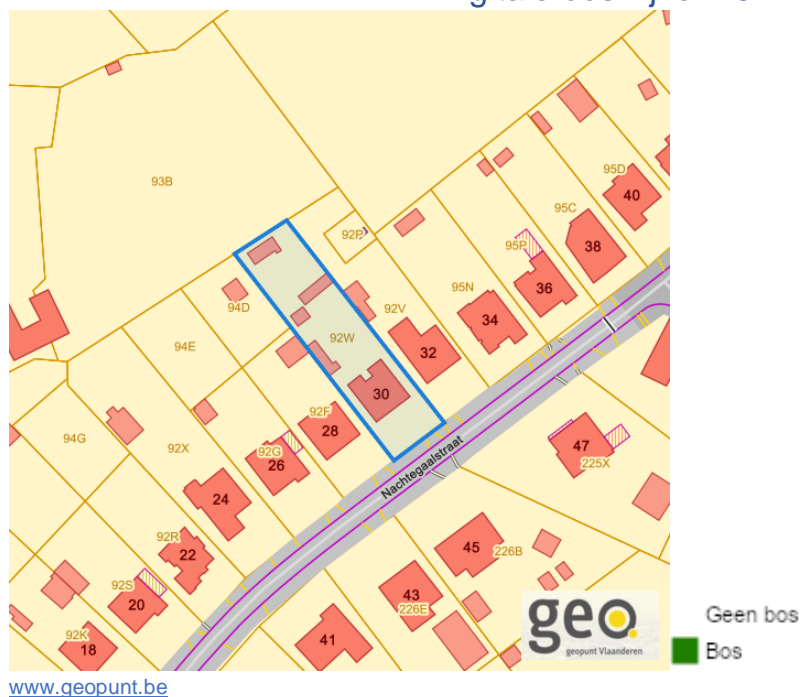 93B
95D
40
95C
38
92P
95P
36
94D
92V
95N
34
94E
92W
32
30
92F
28
94G
92X
92G
26
Nachtegaalstraat
47
225X
24
92R
22
45
226B
92S
20
43
226E
92K
18
41
geo
geopunt Vlaanderen
Geen bos
Bos
www.geopunt.be